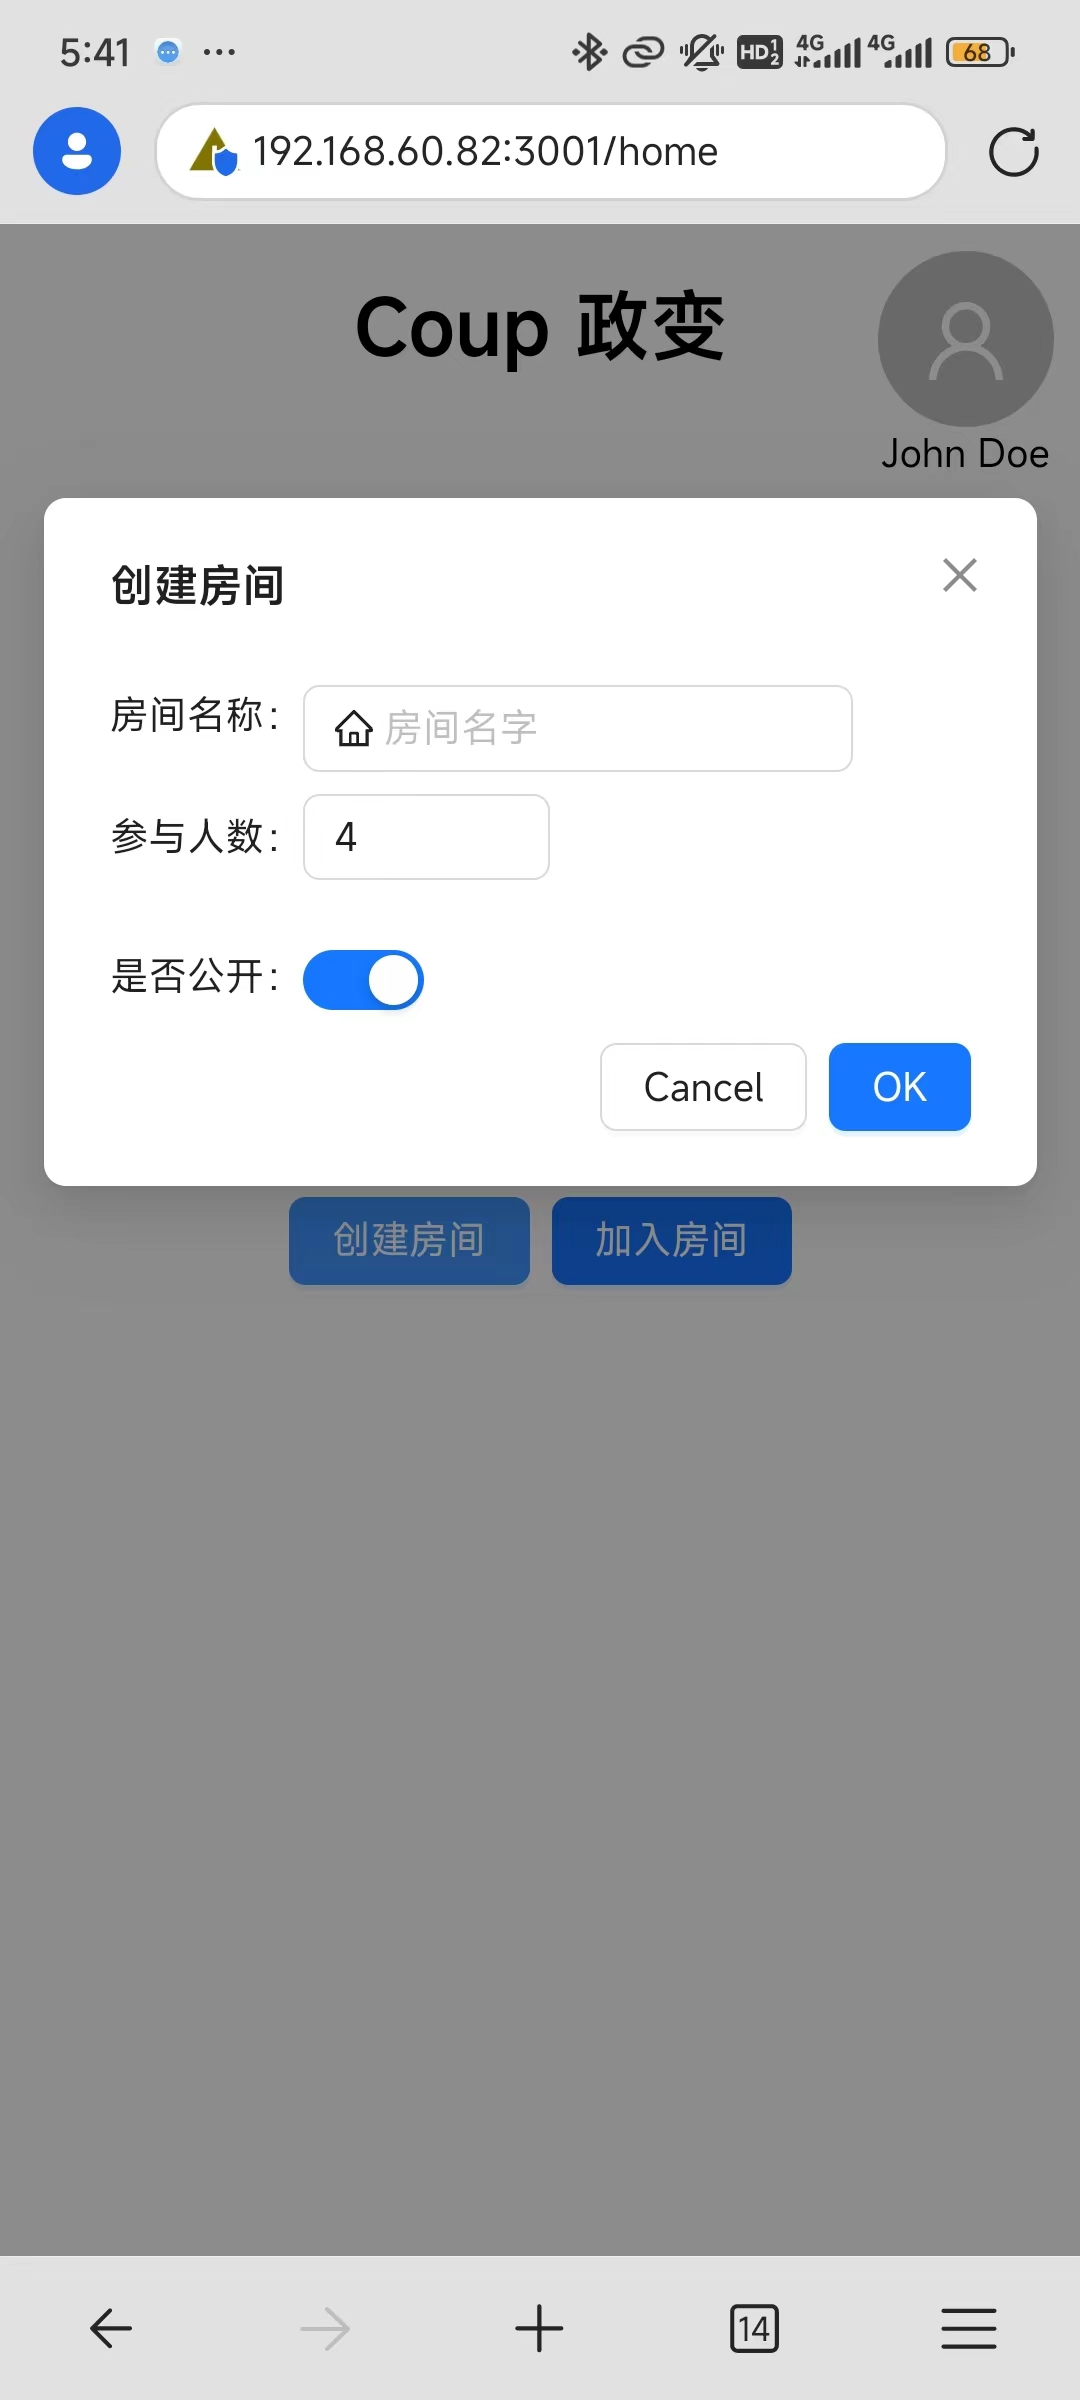 5:41 ··· HD 1 2 4G 4G 68
192.168.60.82:3001/home
Coup 政变
John Doe
创建房间
房间名称: 房间名字
参与人数: 4
是否公开:
Cancel OK
创建房间 加入房间
14